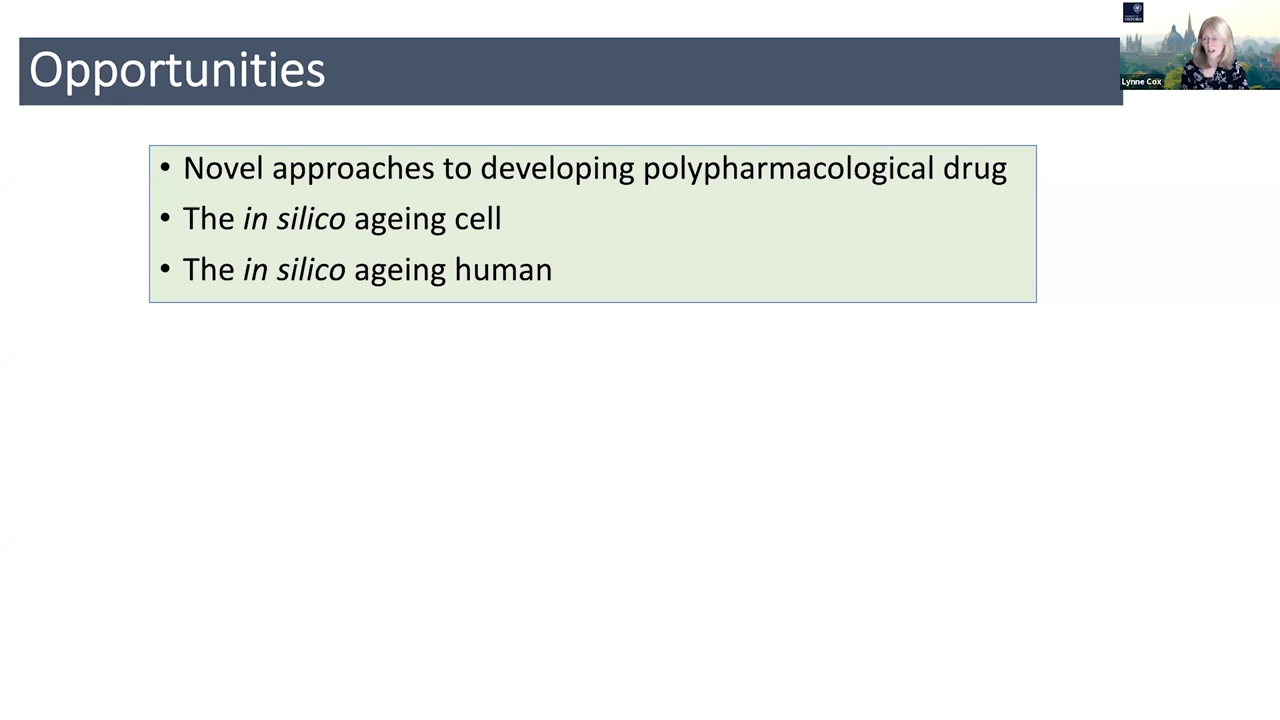 Opportunities
OXFORD
Lynne Cox
• Novel approaches to developing polypharmacological drug
• The in silico ageing cell
• The in silico ageing human